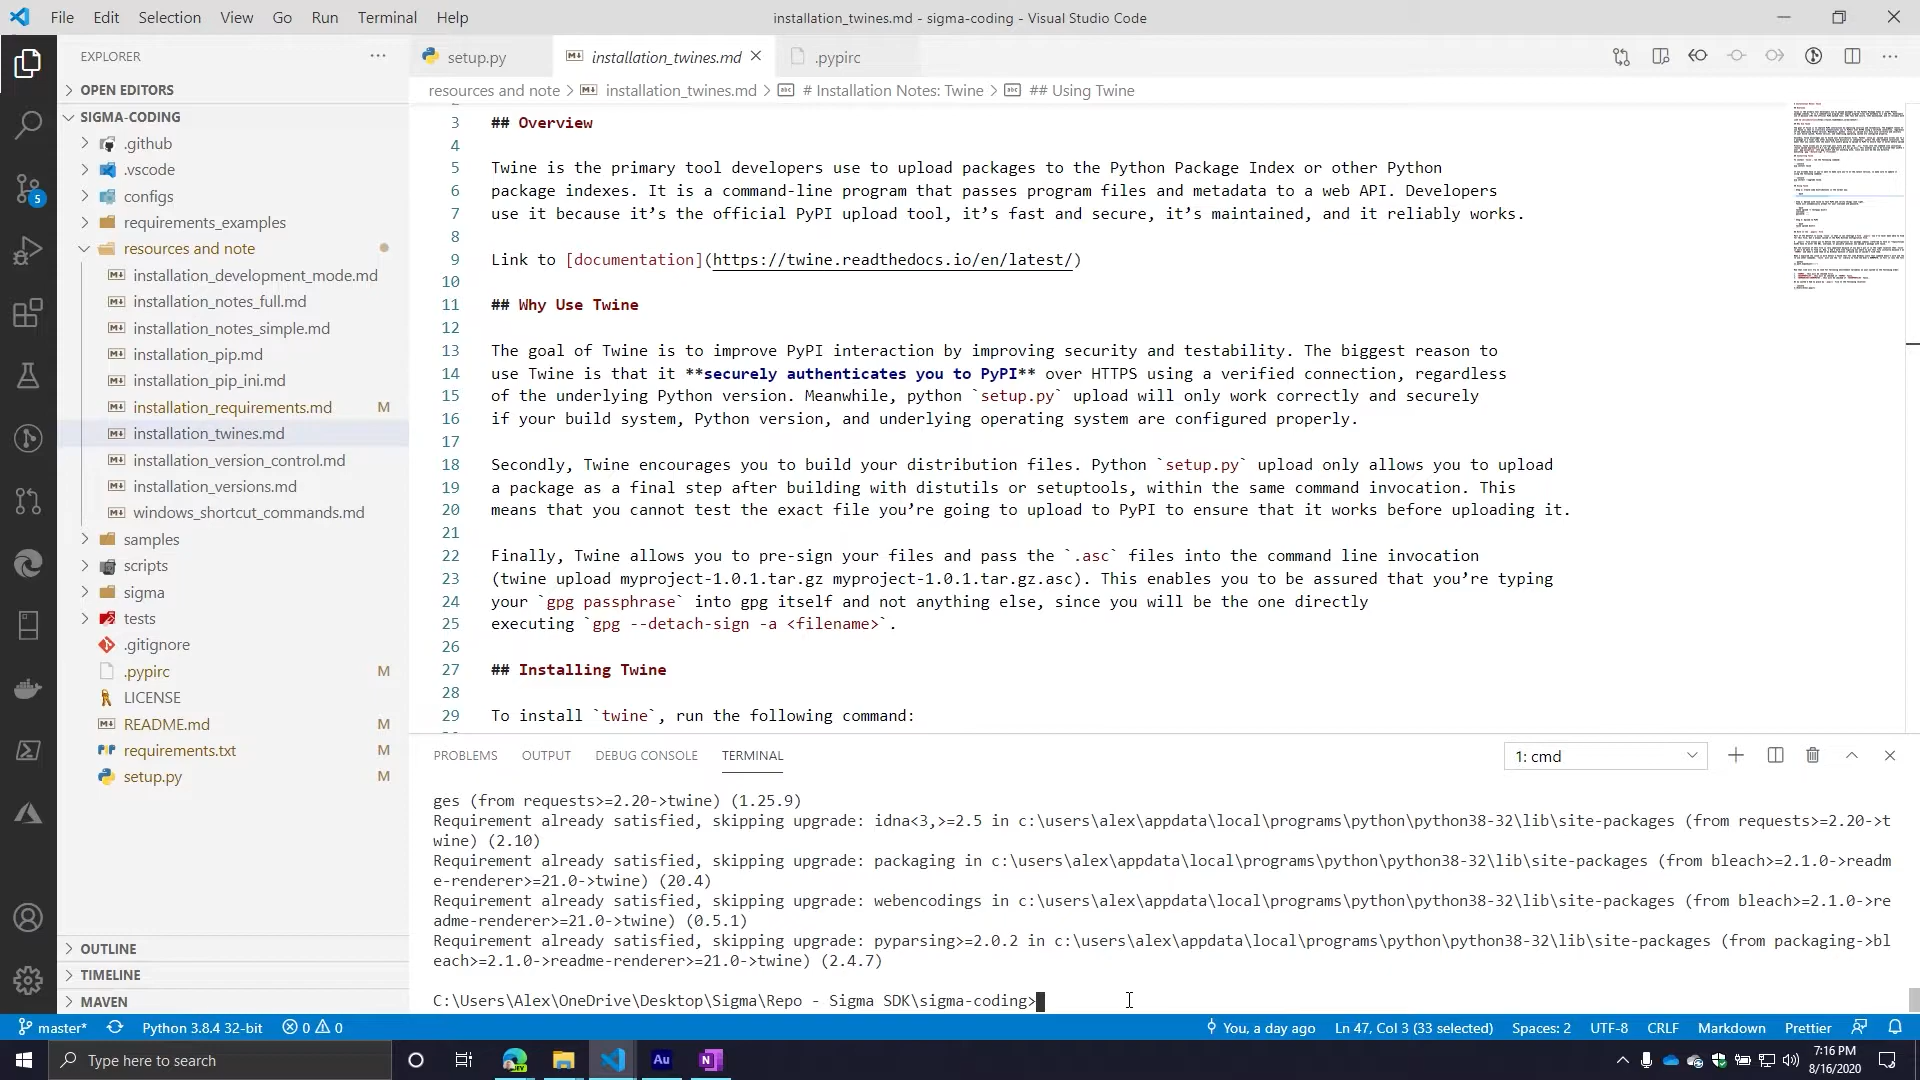 File Edit Selection View Go Run Terminal Help
installation_twines.md - sigma-coding - Visual Studio Code
EXPLORER
OPEN EDITORS
SIGMA-CODING
.github
.vscode
configs
requirements_examples
resources and note
installation_development_mode.md
installation_notes_full.md
installation_notes_simple.md
installation_pip.md
installation_pip_ini.md
installation_requirements.md M
installation_twines.md
installation_version_control.md
installation_versions.md
windows_shortcut_commands.md
samples
scripts
sigma
tests
.gitignore
.pypirc M
LICENSE
README.md M
requirements.txt M
setup.py M
OUTLINE
TIMELINE
MAVEN
5
setup.py installation_twines.md .pypirc
resources and note > installation_twines.md > # Installation Notes: Twine > ## Using Twine
3 ## Overview
4
5 Twine is the primary tool developers use to upload packages to the Python Package Index or other Python
6 package indexes. It is a command-line program that passes program files and metadata to a web API. Developers
7 use it because it’s the official PyPI upload tool, it’s fast and secure, it’s maintained, and it reliably works.
8
9 Link to [documentation](https://twine.readthedocs.io/en/latest/)
10
11 ## Why Use Twine
12
13 The goal of Twine is to improve PyPI interaction by improving security and testability. The biggest reason to
14 use Twine is that it **securely authenticates you to PyPI** over HTTPS using a verified connection, regardless
15 of the underlying Python version. Meanwhile, python `setup.py` upload will only work correctly and securely
16 if your build system, Python version, and underlying operating system are configured properly.
17
18 Secondly, Twine encourages you to build your distribution files. Python `setup.py` upload only allows you to upload
19 a package as a final step after building with distutils or setuptools, within the same command invocation. This
20 means that you cannot test the exact file you’re going to upload to PyPI to ensure that it works before uploading it.
21
22 Finally, Twine allows you to pre-sign your files and pass the `.asc` files into the command line invocation
23 (twine upload myproject-1.0.1.tar.gz myproject-1.0.1.tar.gz.asc). This enables you to be assured that you’re typing
24 your `gpg passphrase` into gpg itself and not anything else, since you will be the one directly
25 executing `gpg --detach-sign -a <filename>`.
26
27 ## Installing Twine
28
29 To install `twine`, run the following command:
PROBLEMS OUTPUT DEBUG CONSOLE TERMINAL
1: cmd
ges (from requests>=2.20->twine) (1.25.9)
Requirement already satisfied, skipping upgrade: idna<3,>=2.5 in c:\users\alex\appdata\local\programs\python\python38-32\lib\site-packages (from requests>=2.20->t
wine) (2.10)
Requirement already satisfied, skipping upgrade: packaging in c:\users\alex\appdata\local\programs\python\python38-32\lib\site-packages (from bleach>=2.1.0->readm
e-renderer>=21.0->twine) (20.4)
Requirement already satisfied, skipping upgrade: webencodings in c:\users\alex\appdata\local\programs\python\python38-32\lib\site-packages (from bleach>=2.1.0->re
adme-renderer>=21.0->twine) (0.5.1)
Requirement already satisfied, skipping upgrade: pyparsing>=2.0.2 in c:\users\alex\appdata\local\programs\python\python38-32\lib\site-packages (from packaging->bl
each>=2.1.0->readme-renderer>=21.0->twine) (2.4.7)
C:\Users\Alex\OneDrive\Desktop\Sigma\Repo - Sigma SDK\sigma-coding>
master* Python 3.8.4 32-bit 0 0 You, a day ago Ln 47, Col 3 (33 selected) Spaces: 2 UTF-8 CRLF Markdown Prettier
Type here to search
DEV
Au
N
7:16 PM
8/16/2020